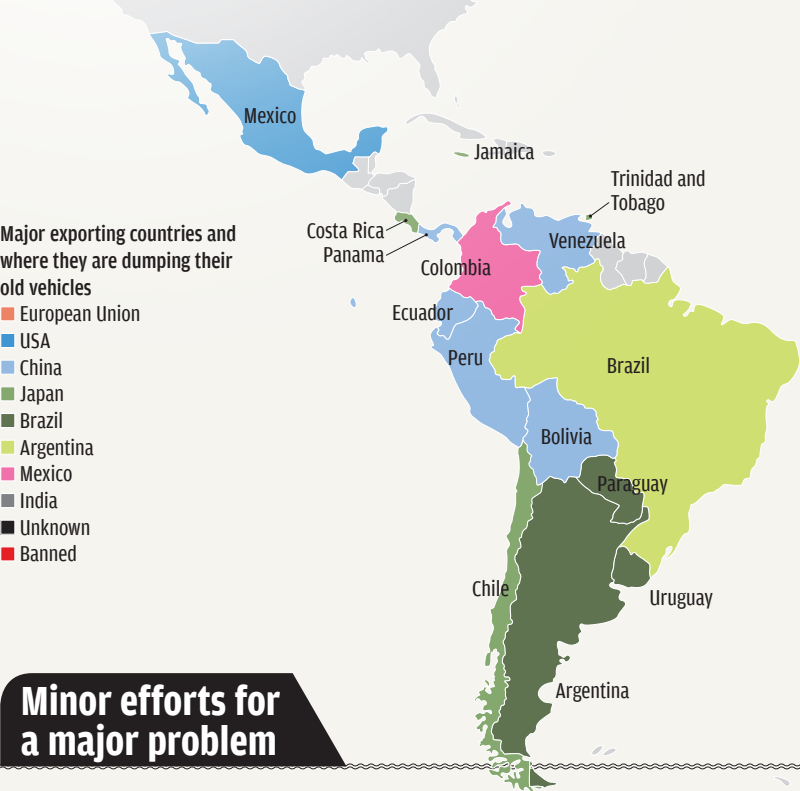 Mexico
Jamaica
Trinidad and
Tobago
Costa Rica
Panama
Venezuela
Colombia
Ecuador
Peru
Brazil
Bolivia
Paraguay
Chile
Uruguay
Argentina
Major exporting countries and
where they are dumping their
old vehicles
European Union
USA
China
Japan
Brazil
Argentina
Mexico
India
Unknown
Banned
Minor efforts for
a major problem